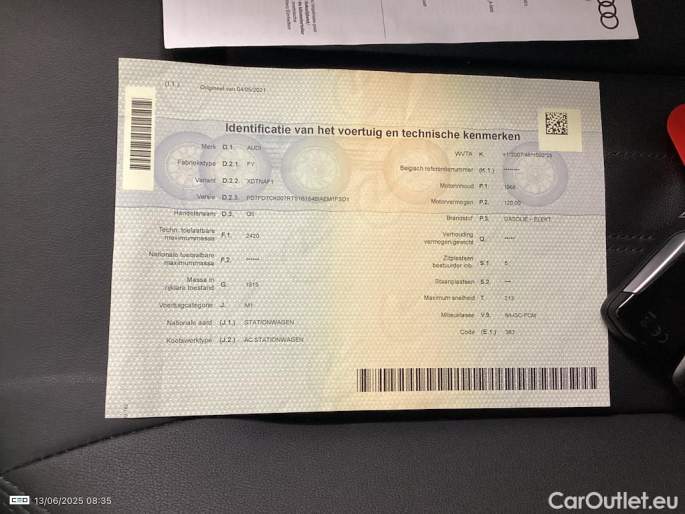 (I.1.) Origineel van 04/05/2021
Identificatie van het voertuig en technische kenmerken
Merk D.1. AUDI
Fabriekstype D.2.1. FY
Variant D.2.2.
Versie D.2.3.
Handelsnaam D.3. Q5
Techn. toelaatbare
maximummassa F.1. 2420
Nationale toelaatbare
maximummassa F.2. ******
Massa in
rijklare toestand G. 1815
Voertuigcategorie J. M1
Nationale aard (J.1.) STATIONWAGEN
Koetswerktype (J.2.) AC STATIONWAGEN
WVTA K.
Belgisch referentienummer (K.1.)
Motorinhoud P.1. 1968
Motorvermogen P.2. 120,00
Brandstof P.3. GASOLIE - ELEKT.
Verhouding
vermogen/gewicht Q.
Zitplaatsen
bestuurder inb. S.1. 5
Staanplaatsen S.2. ***
Maximum snelheid T. 213
Milieuklasse V.9.
Code (E.1.)
CED 13/06/2025 08:35
CarOutlet.eu